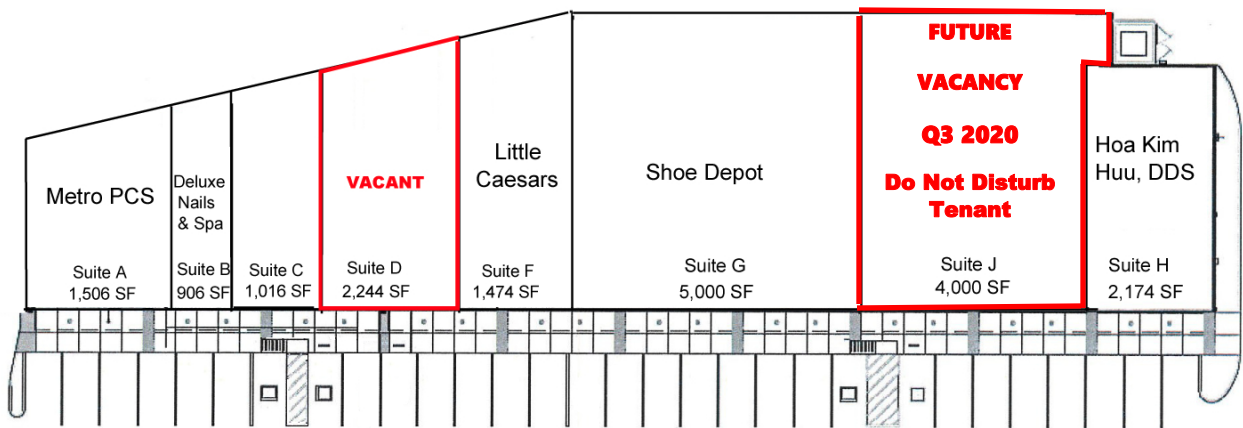 Metro PCS
Suite A
1,506 SF
Deluxe
Nails
& Spa
Suite B
906 SF
Suite C
1,016 SF
VACANT
Suite D
2,244 SF
Little
Caesars
Suite F
1,474 SF
Shoe Depot
Suite G
5,000 SF
FUTURE
VACANCY
Q3 2020
Do Not Disturb
Tenant
Suite J
4,000 SF
Hoa Kim
Huu, DDS
Suite H
2,174 SF